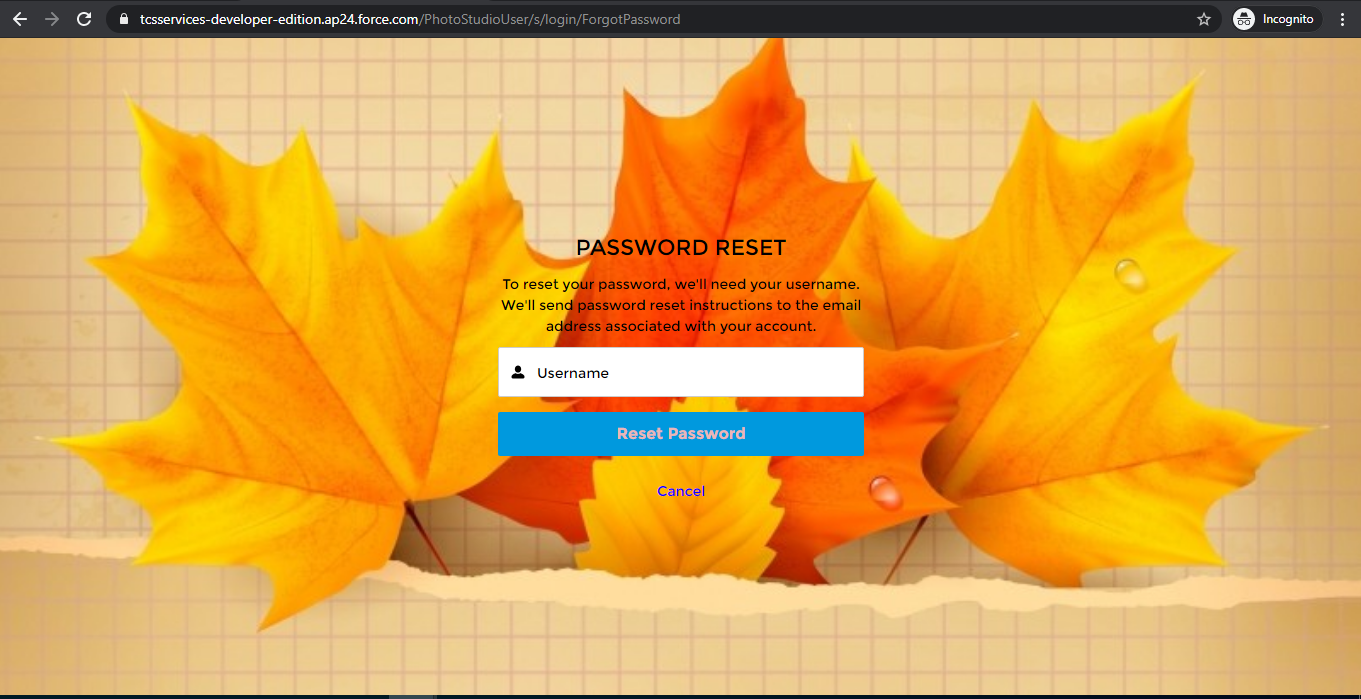 tcsservices-developer-edition.ap24.force.com/PhotoStudioUser/s/login/ForgotPassword
Incognito
PASSWORD RESET
To reset your password, we'll need your username.
We'll send password reset instructions to the email
address associated with your account.
Username
Reset Password
Cancel